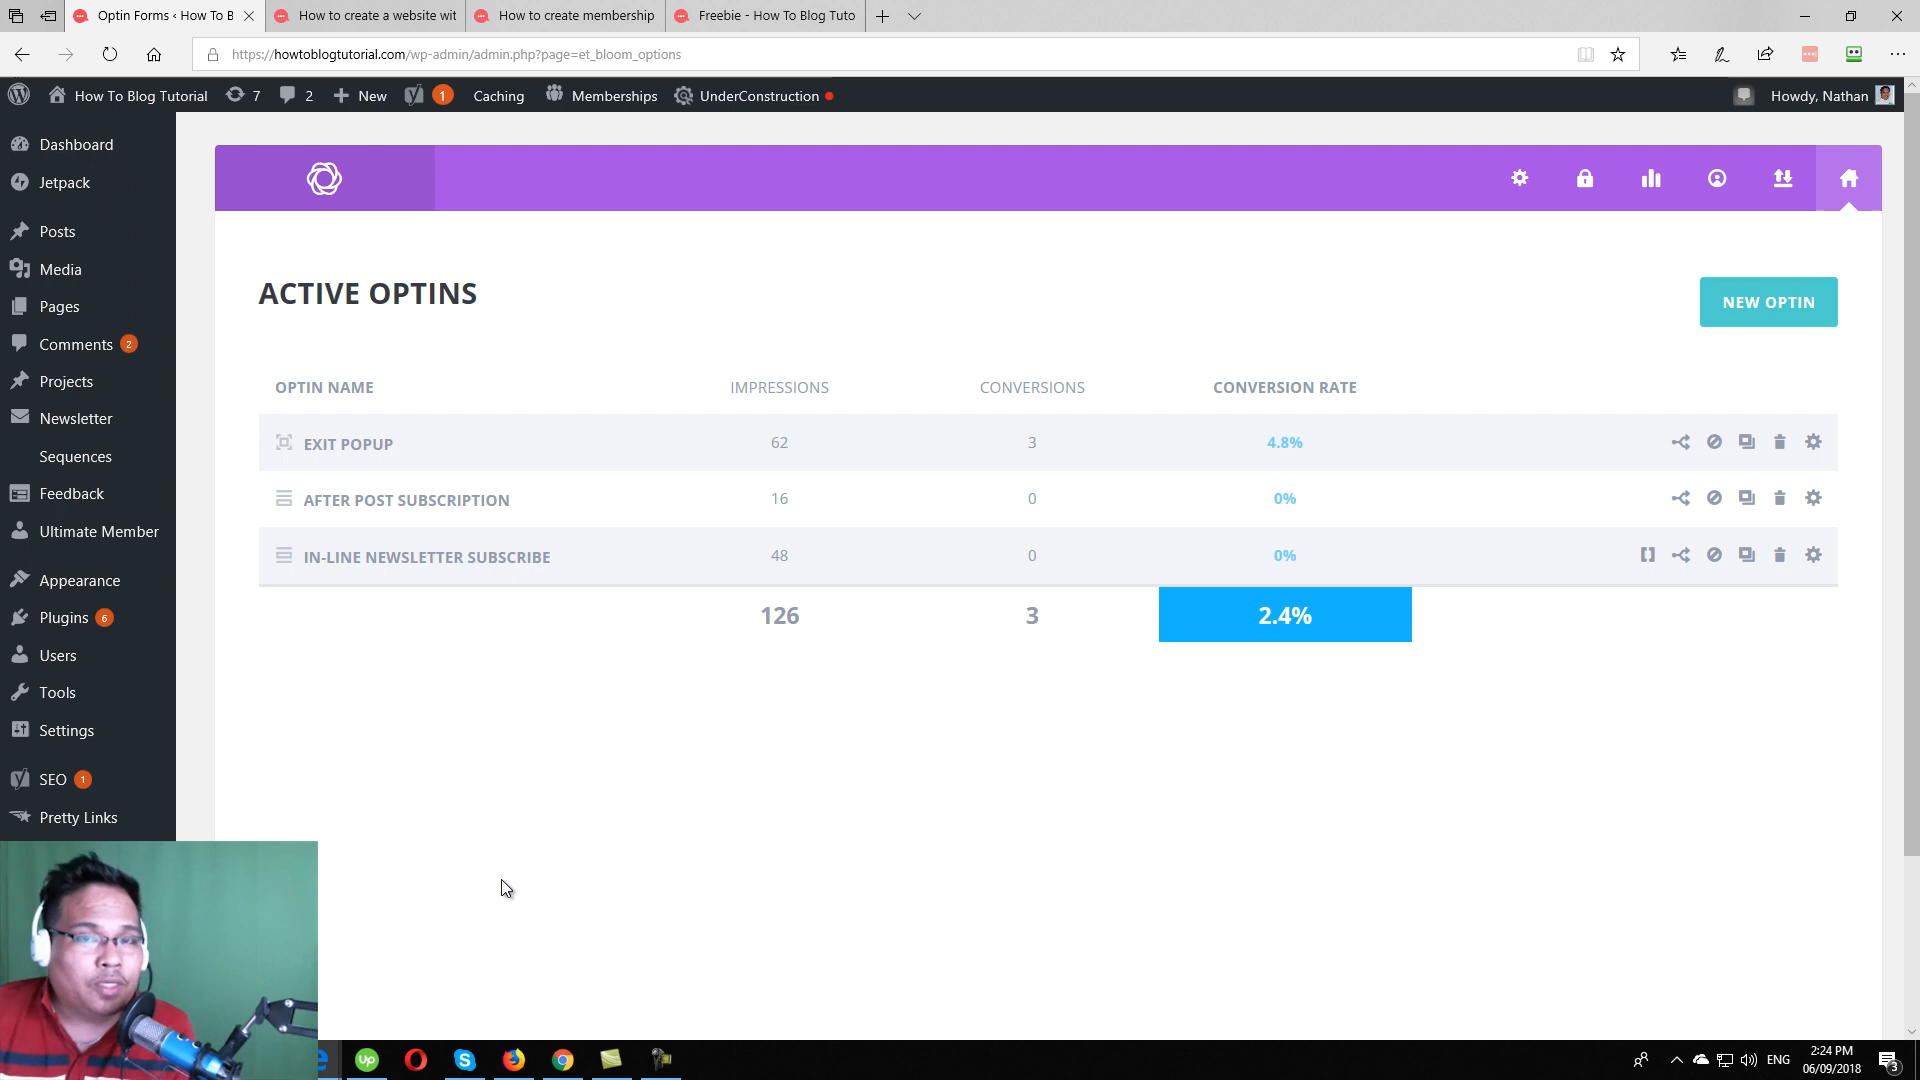 Optin Forms ‹ How To B
How to create a website wit
How to create membership
Freebie - How To Blog Tuto
https://howtoblogtutorial.com/wp-admin/admin.php?page=et_bloom_options
How To Blog Tutorial
7
2
New
1
Caching
Memberships
UnderConstruction
Howdy, Nathan
Dashboard
Jetpack
Posts
Media
Pages
Comments 2
Projects
Newsletter
Sequences
Feedback
Ultimate Member
Appearance
Plugins 6
Users
Tools
Settings
SEO 1
Pretty Links
ACTIVE OPTINS
NEW OPTIN
OPTIN NAME IMPRESSIONS CONVERSIONS CONVERSION RATE
EXIT POPUP 62 3 4.8%
AFTER POST SUBSCRIPTION 16 0 0%
IN-LINE NEWSLETTER SUBSCRIBE 48 0 0%
126 3 2.4%
up
ENG
2:24 PM
06/09/2018
3